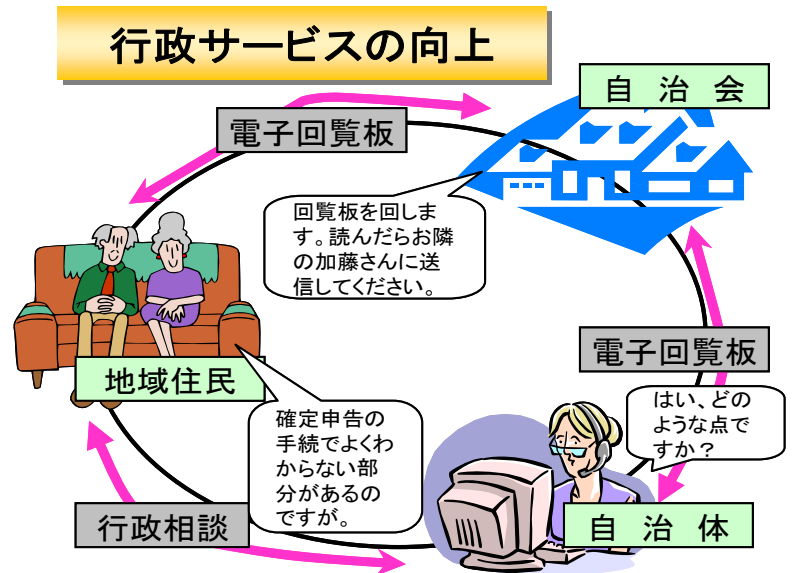 行政サービスの向上
自　治　会
電子回覧板
回覧板を回しま
す。読んだらお隣
の加藤さんに送
信してください。
電子回覧板
地域住民
はい、どの
ような点で
すか？
確定申告の
手続でよくわ
からない部
分があるの
ですが。
行政相談
自　治　体